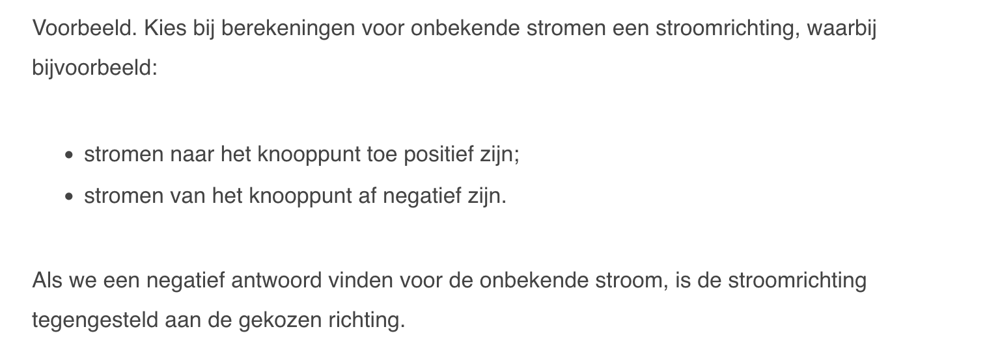 Voorbeeld. Kies bij berekeningen voor onbekende stromen een stroomrichting, waarbij
bijvoorbeeld:
• stromen naar het knooppunt toe positief zijn;
• stromen van het knooppunt af negatief zijn.
Als we een negatief antwoord vinden voor de onbekende stroom, is de stroomrichting
tegengesteld aan de gekozen richting.